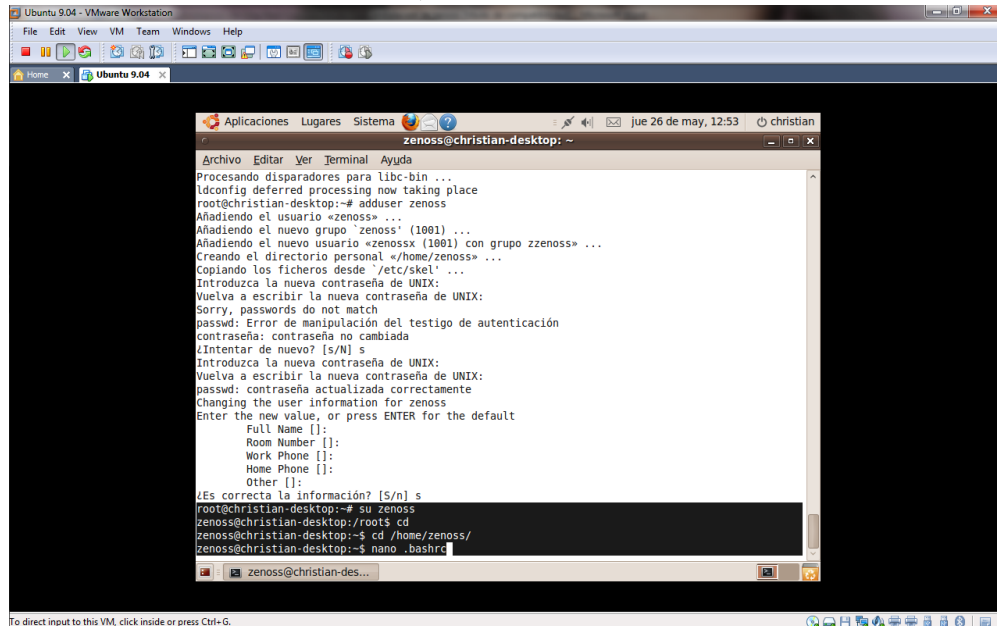 Ubuntu 9.04 - VMware Workstation
File Edit View VM Team Windows Help
Home X Ubuntu 9.04 X
Aplicaciones Lugares Sistema jue 26 de may, 12:53 christian
zenoss@christian-desktop: ~
Archivo Editar Ver Terminal Ayuda
Procesando disparadores para libc-bin ...
ldconfig deferred processing now taking place
root@christian-desktop:~# adduser zenoss
Añadiendo el usuario «zenoss» ...
Añadiendo el nuevo grupo `zenoss' (1001) ...
Añadiendo el nuevo usuario «zenossx (1001) con grupo zzenoss» ...
Creando el directorio personal «/home/zenoss» ...
Copiando los ficheros desde `/etc/skel' ...
Introduzca la nueva contraseña de UNIX:
Vuelva a escribir la nueva contraseña de UNIX:
Sorry, passwords do not match
passwd: Error de manipulación del testigo de autenticación
contraseña: contraseña no cambiada
¿Intentar de nuevo? [s/N] s
Introduzca la nueva contraseña de UNIX:
Vuelva a escribir la nueva contraseña de UNIX:
passwd: contraseña actualizada correctamente
Changing the user information for zenoss
Enter the new value, or press ENTER for the default
Full Name []:
Room Number []:
Work Phone []:
Home Phone []:
Other []:
¿Es correcta la información? [S/n] s
root@christian-desktop:~# su zenoss
zenoss@christian-desktop:/root$ cd
zenoss@christian-desktop:~$ cd /home/zenoss/
zenoss@christian-desktop:~$ nano .bashrc
zenoss@christian-des...
To direct input to this VM, click inside or press Ctrl+G.